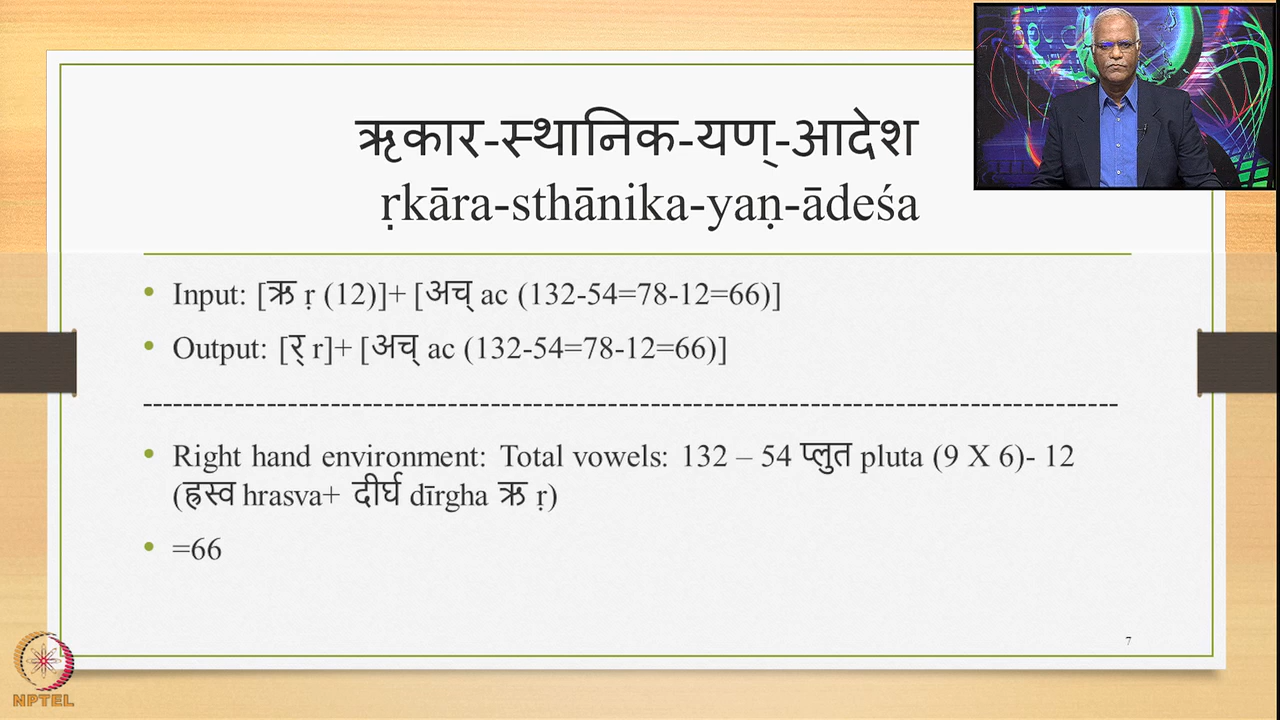 ऋकार-स्थानिक-यण्-आदेश
ṛkāra-sthānika-yaṇ-ādeśa
• Input: [ऋ ṛ (12)]+ [अच् ac (132-54=78-12=66)]
• Output: [र् r]+ [अच् ac (132-54=78-12=66)]
--------------------------------------------------------------------------------------------------
• Right hand environment: Total vowels: 132 – 54 प्लुत pluta (9 X 6)- 12
(ह्रस्व hrasva+ दीर्घ dīrgha ऋ ṛ)
• =66
7
NPTEL